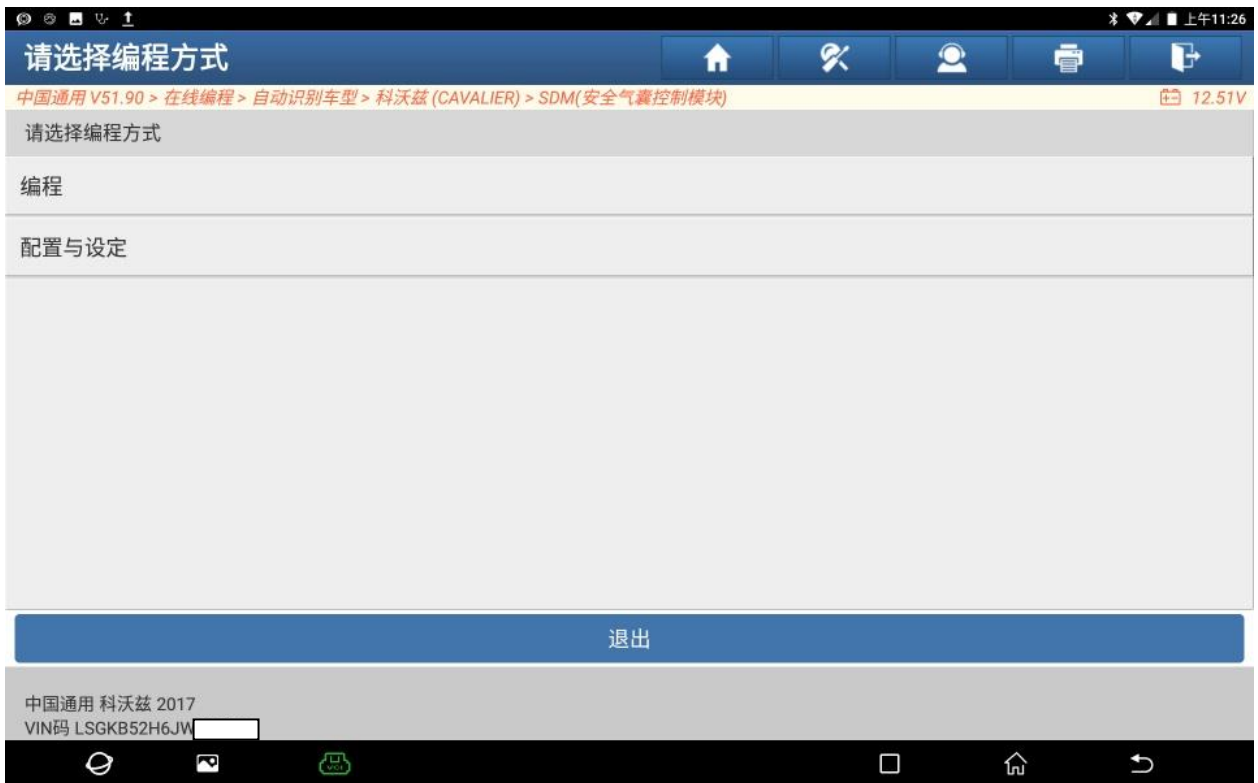 上午11:26
请选择编程方式
中国通用 V51.90 > 在线编程 > 自动识别车型 > 科沃兹 (CAVALIER) > SDM(安全气囊控制模块)
12.51V
请选择编程方式
编程
配置与设定
退出
中国通用 科沃兹 2017
VIN码 LSGKB52H6JW
VCI